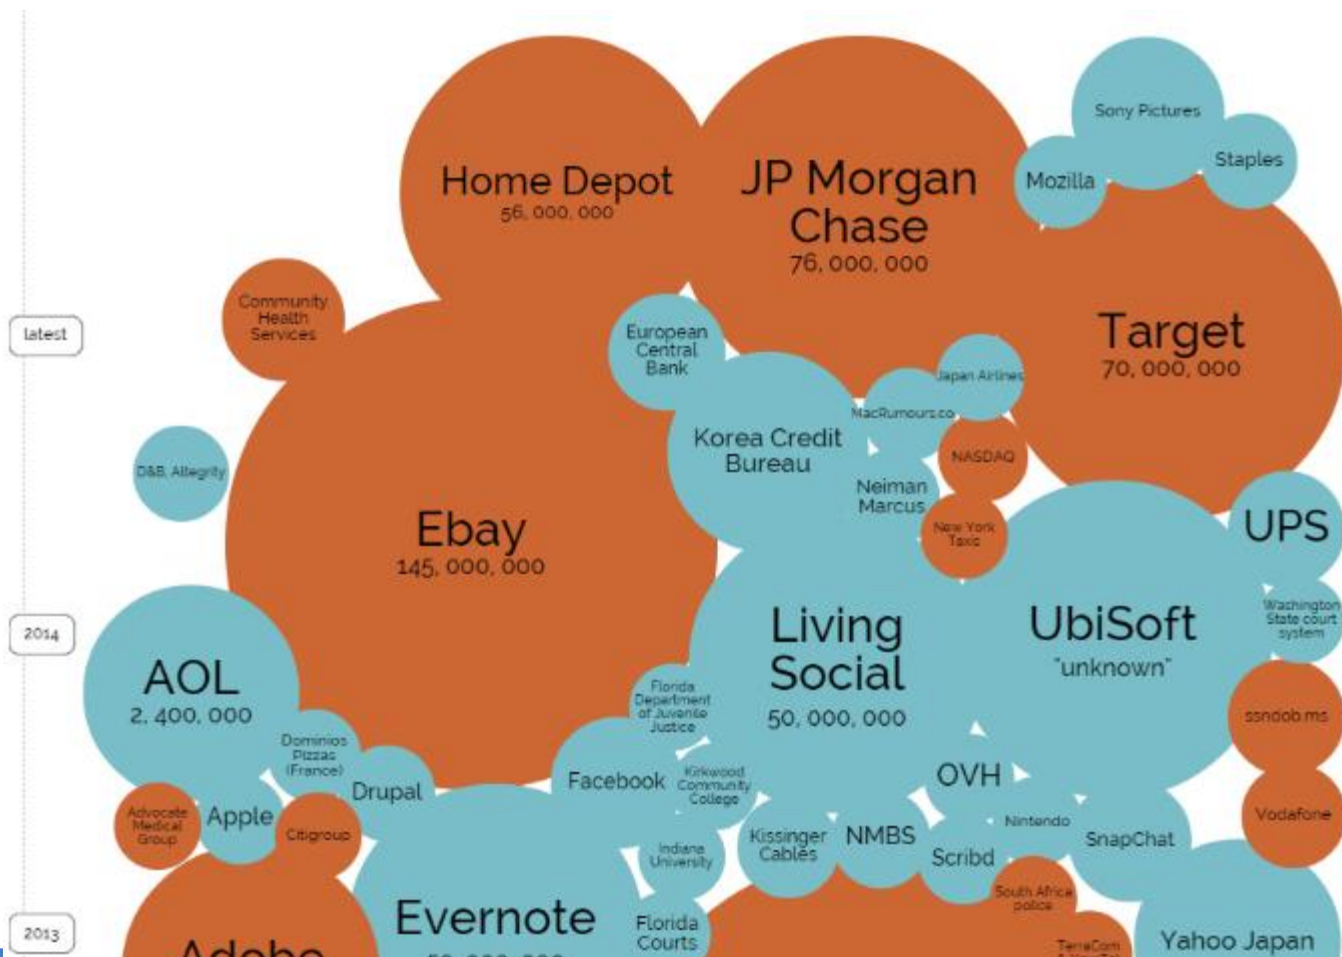 Home Depot
56, 000, 000
JP Morgan
Chase
76, 000, 000
Sony Pictures
Mozilla
Staples
Community
Health
Services
latest
European
Central
Bank
Target
70, 000, 000
Japan Airlines
MacRumours.co
Korea Credit
Bureau
NASDAQ
D&B, Altegrity
Neiman
Marcus
Ebay
145, 000, 000
New York
Taxis
UPS
2014
Living
Social
50, 000, 000
UbiSoft
"unknown"
Washington
State court
system
AOL
2, 400, 000
Florida
Department
of Juvenile
Justice
ssnoob.ms
Dominios
Pizzas
(France)
Drupal
Facebook
Kirkwood
Community
College
OVH
Advocate
Medical
Group
Apple
Citigroup
Indiana
University
Kissinger
Cables
NMBS
Scribd
Nintendo
SnapChat
Vodafone
South Africa
police
2013
Adobe
Evernote
Florida
Courts
TerraCom
Yahoo Japan